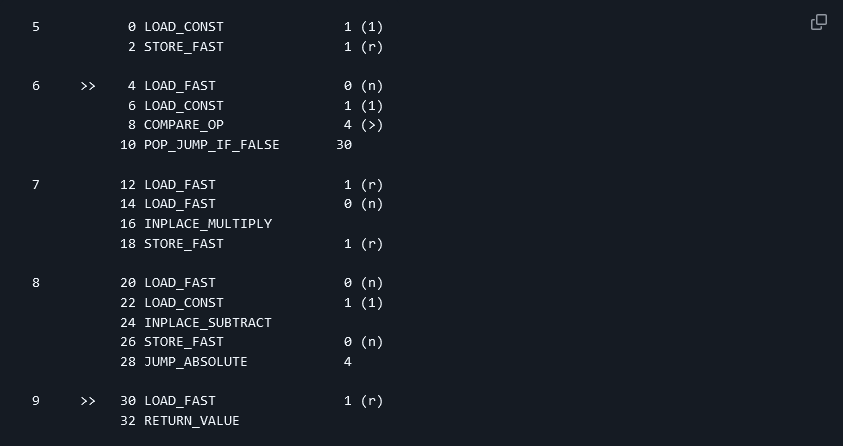 5           0 LOAD_CONST               1 (1)
            2 STORE_FAST               1 (r)
6     >>    4 LOAD_FAST                0 (n)
            6 LOAD_CONST               1 (1)
            8 COMPARE_OP               4 (>)
           10 POP_JUMP_IF_FALSE       30
7          12 LOAD_FAST                1 (r)
           14 LOAD_FAST                0 (n)
           16 INPLACE_MULTIPLY
           18 STORE_FAST               1 (r)
8          20 LOAD_FAST                0 (n)
           22 LOAD_CONST               1 (1)
           24 INPLACE_SUBTRACT
           26 STORE_FAST               0 (n)
           28 JUMP_ABSOLUTE            4
9     >>   30 LOAD_FAST                1 (r)
           32 RETURN_VALUE